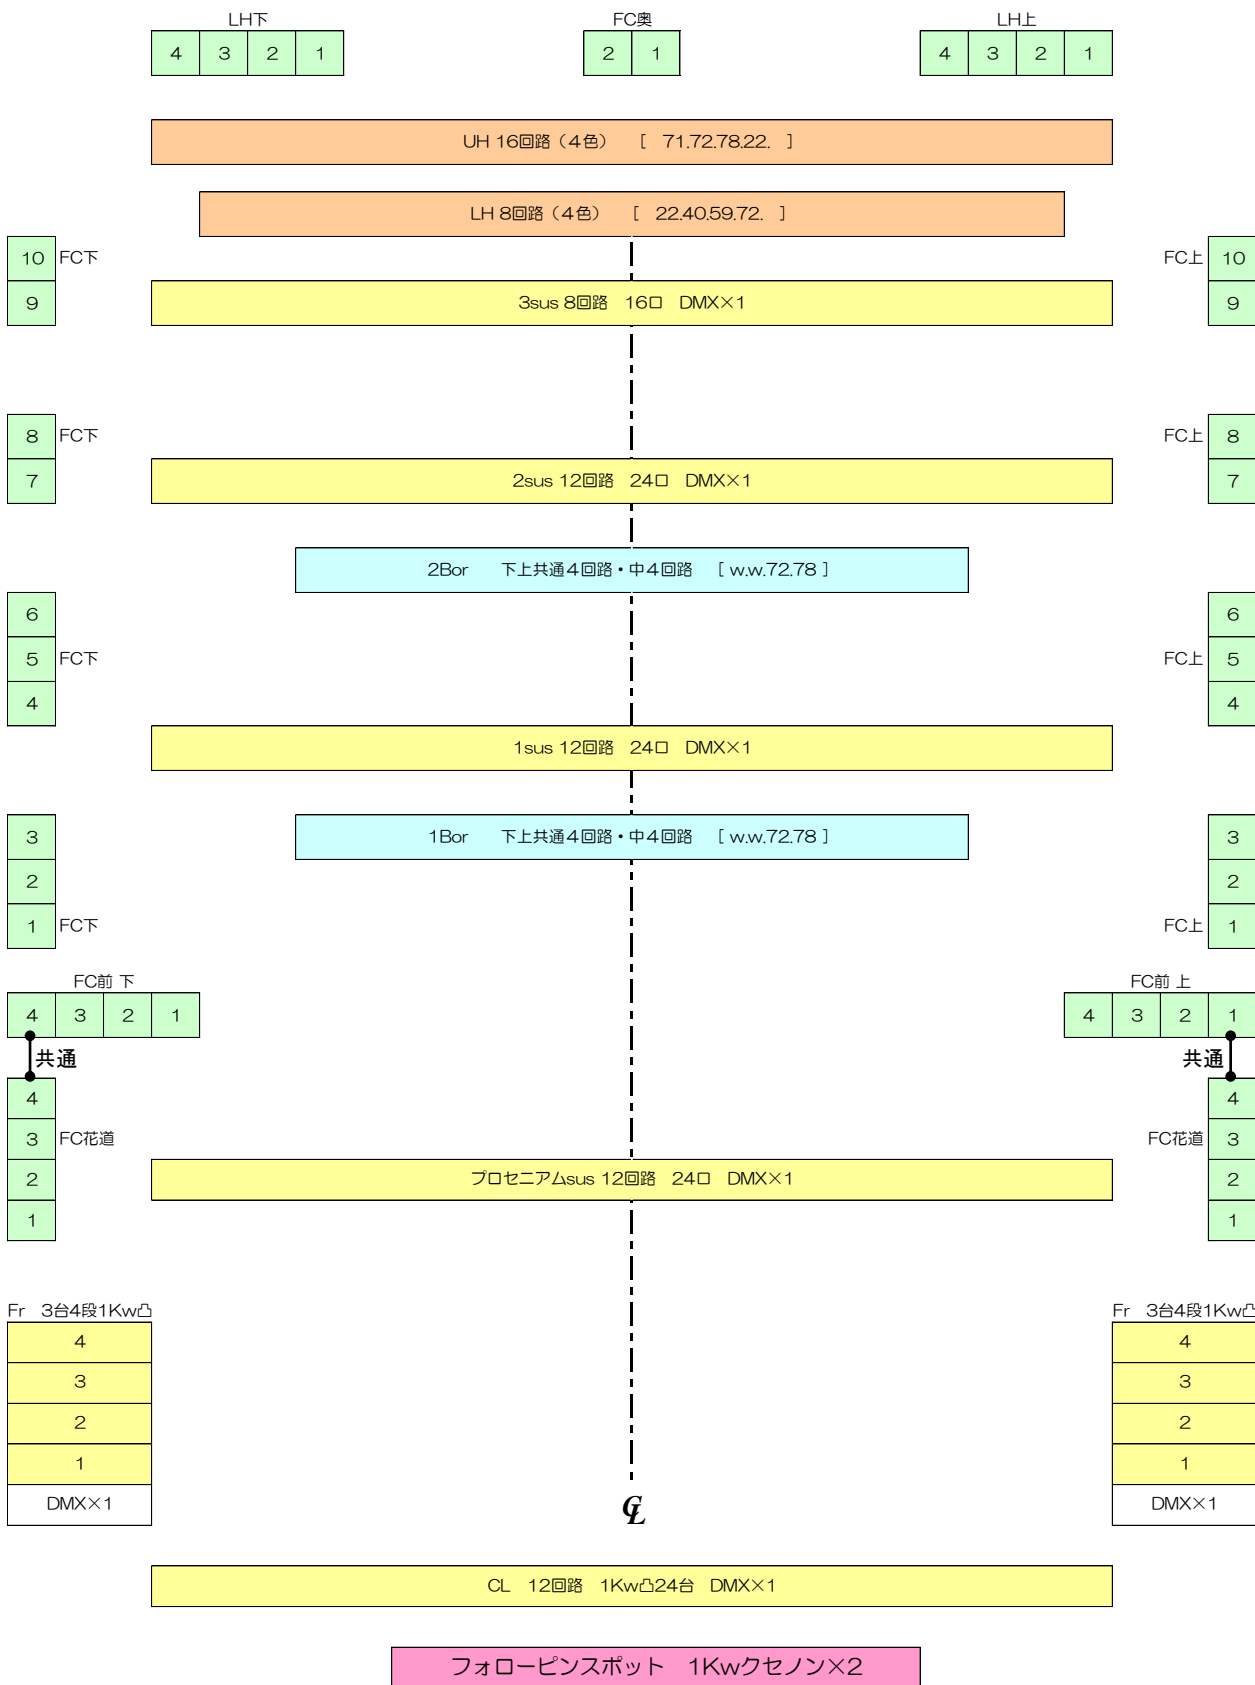 LH下 FC奥 LH上
4 3 2 1 2 1 4 3 2 1
UH 16回路（4色） [ 71.72.78.22. ]
LH 8回路（4色） [ 22.40.59.72. ]
10 FC下 FC上 10
9 3sus 8回路 16口 DMX×1 9
8 FC下 FC上 8
7 2sus 12回路 24口 DMX×1 7
2Bor 下上共通4回路・中4回路 [ w.w.72.78 ]
6 6
5 FC下 FC上 5
4 4
1sus 12回路 24口 DMX×1
3 1Bor 下上共通4回路・中4回路 [ w.w.72.78 ] 3
2 2
1 FC下 FC上 1
FC前 下 FC前 上
4 3 2 1 4 3 2 1
共通 共通
4 4
3 FC花道 FC花道 3
2 プロセニアムsus 12回路 24口 DMX×1 2
1 1
Fr 3台4段1Kw凸 Fr 3台4段1Kw凸
4 4
3 3
2 2
1 1
DMX×1 ℄ DMX×1
CL 12回路 1Kw凸24台 DMX×1
フォローピンスポット 1Kwクセノン×2